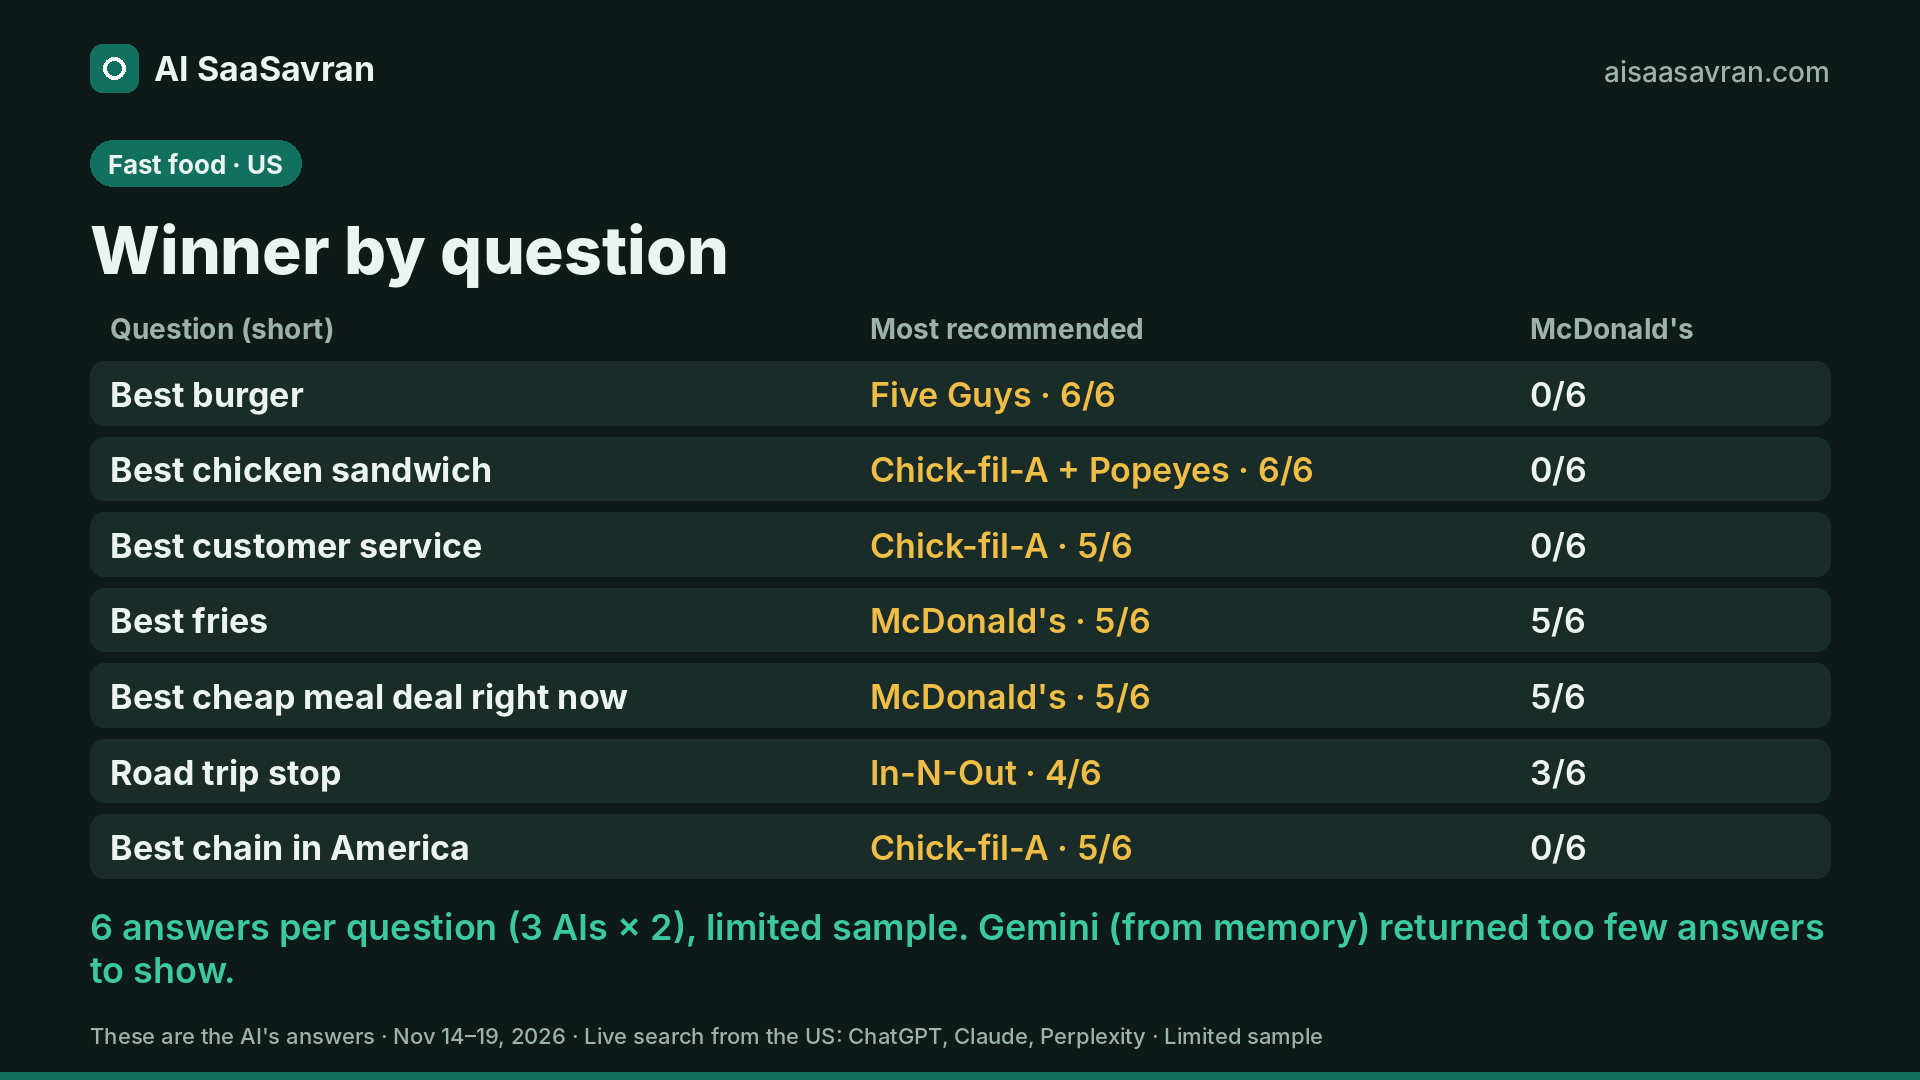 AI SaaSavran
aisaasavran.com
Fast food · US
Winner by question
Question (short) Most recommended McDonald's
Best burger Five Guys · 6/6 0/6
Best chicken sandwich Chick-fil-A + Popeyes · 6/6 0/6
Best customer service Chick-fil-A · 5/6 0/6
Best fries McDonald's · 5/6 5/6
Best cheap meal deal right now McDonald's · 5/6 5/6
Road trip stop In-N-Out · 4/6 3/6
Best chain in America Chick-fil-A · 5/6 0/6
6 answers per question (3 AIs × 2), limited sample. Gemini (from memory) returned too few answers
to show.
These are the AI's answers · Nov 14–19, 2026 · Live search from the US: ChatGPT, Claude, Perplexity · Limited sample